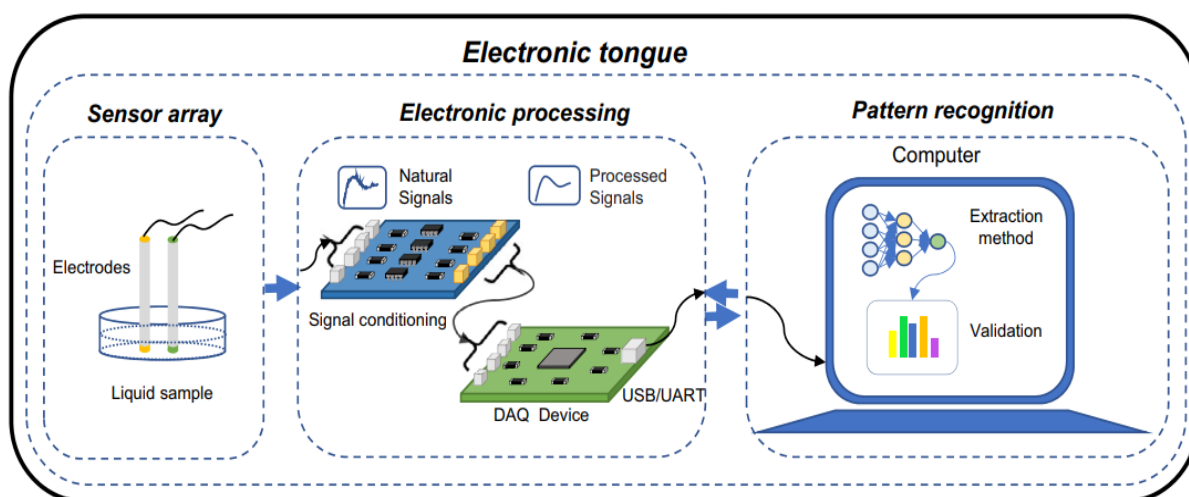 Electronic tongue
Sensor array
Electrodes
Liquid sample
Electronic processing
Natural
Signals
Processed
Signals
Signal conditioning
DAQ Device
USB/UART
Pattern recognition
Computer
Extraction
method
Validation